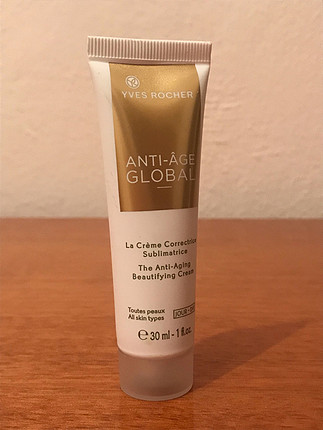 YVES ROCHER
ANTI-ÂGE
GLOBAL
La Crème Correctrice
Sublimatrice
The Anti-Aging
Beautifying Cream
Toutes peaux
All skin types
JOUR
℮ 30 ml - 1 fl.oz.